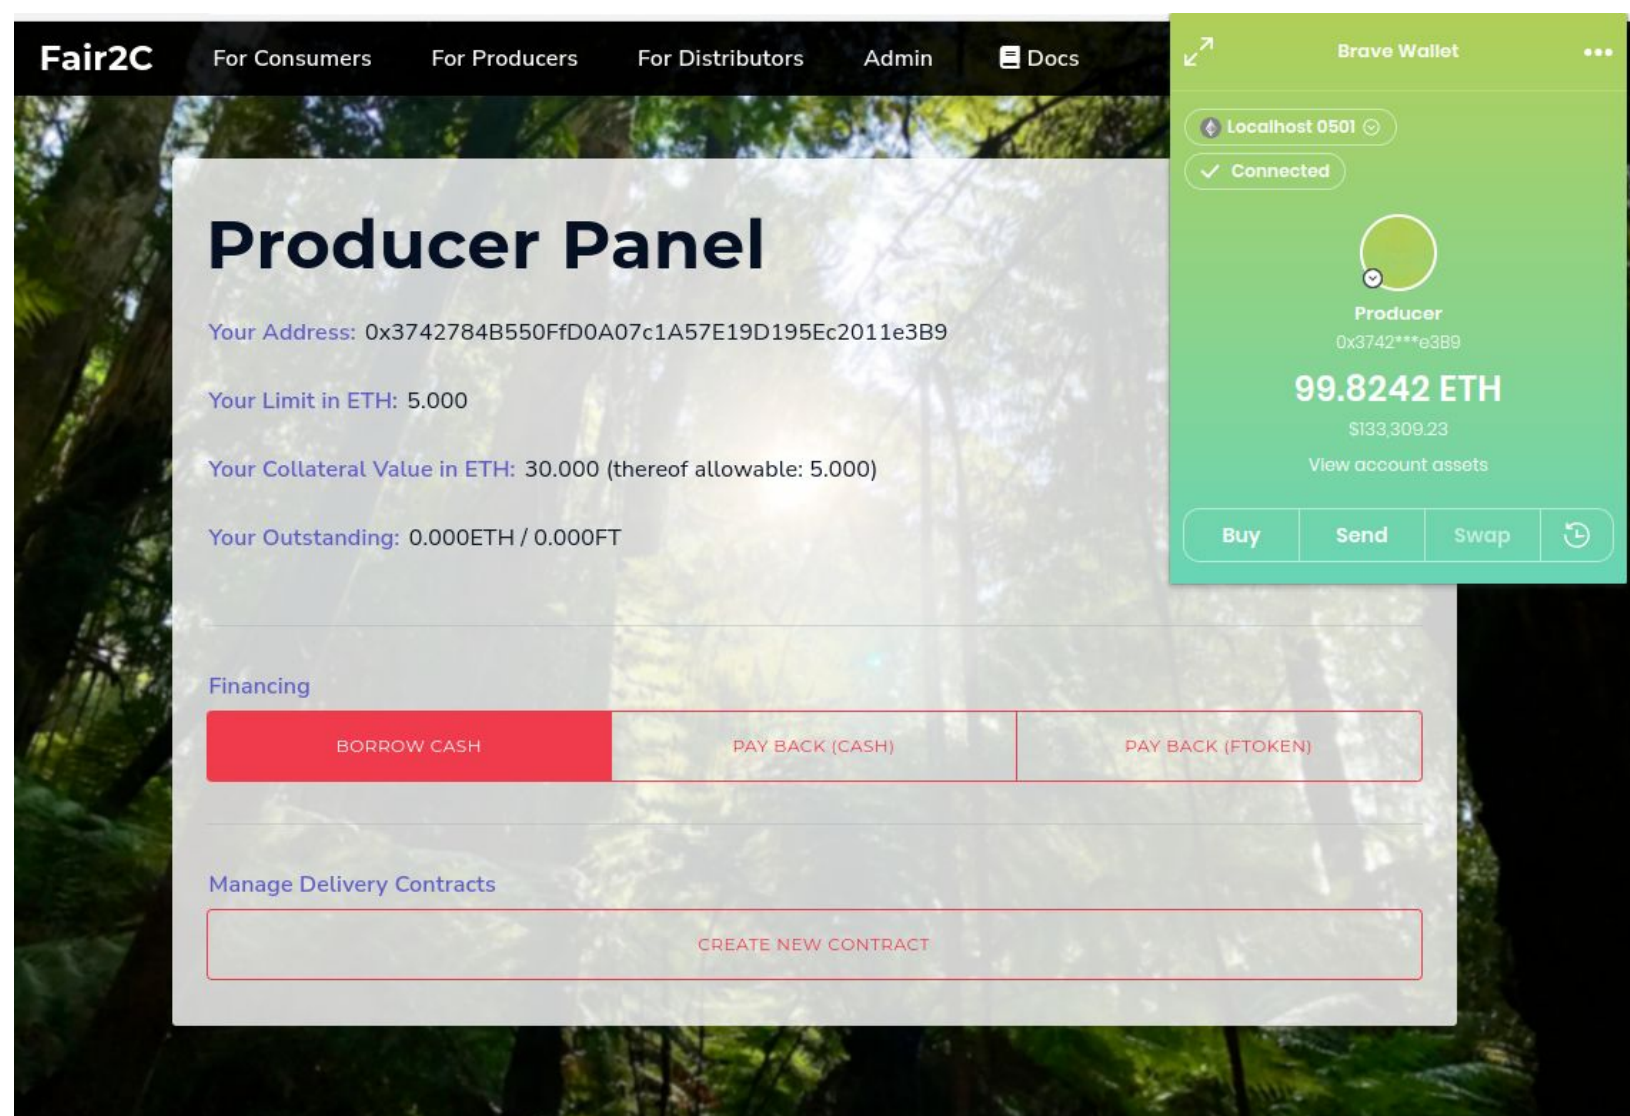 Fair2C For Consumers For Producers For Distributors Admin Docs
Producer Panel
Your Address: 0x3742784B550FfD0A07c1A57E19D195Ec2011e3B9
Your Limit in ETH: 5.000
Your Collateral Value in ETH: 30.000 (thereof allowable: 5.000)
Your Outstanding: 0.000ETH / 0.000FT
Financing
BORROW CASH PAY BACK (CASH) PAY BACK (FTOKEN)
Manage Delivery Contracts
CREATE NEW CONTRACT
Brave Wallet
Localhost 0501
Connected
Producer
0x3742***e3B9
99.8242 ETH
$133,309.23
View account assets
Buy Send Swap